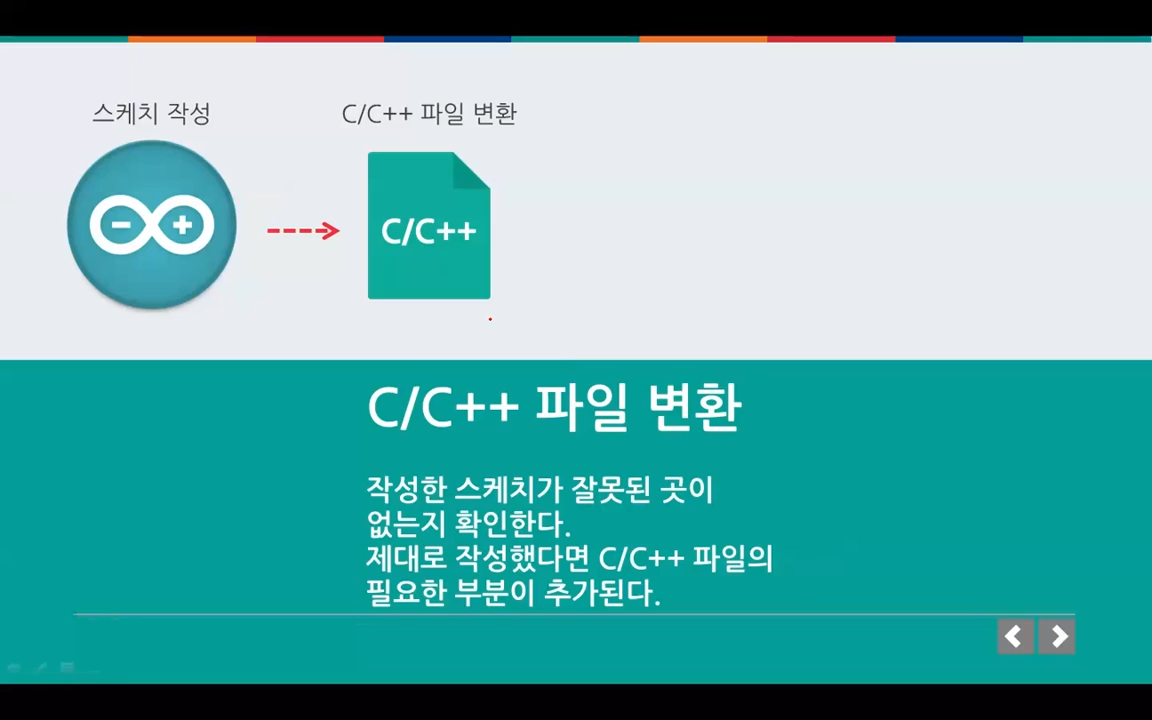 스케치 작성
C/C++ 파일 변환
C/C++
C/C++ 파일 변환
작성한 스케치가 잘못된 곳이
없는지 확인한다.
제대로 작성했다면 C/C++ 파일의
필요한 부분이 추가된다.